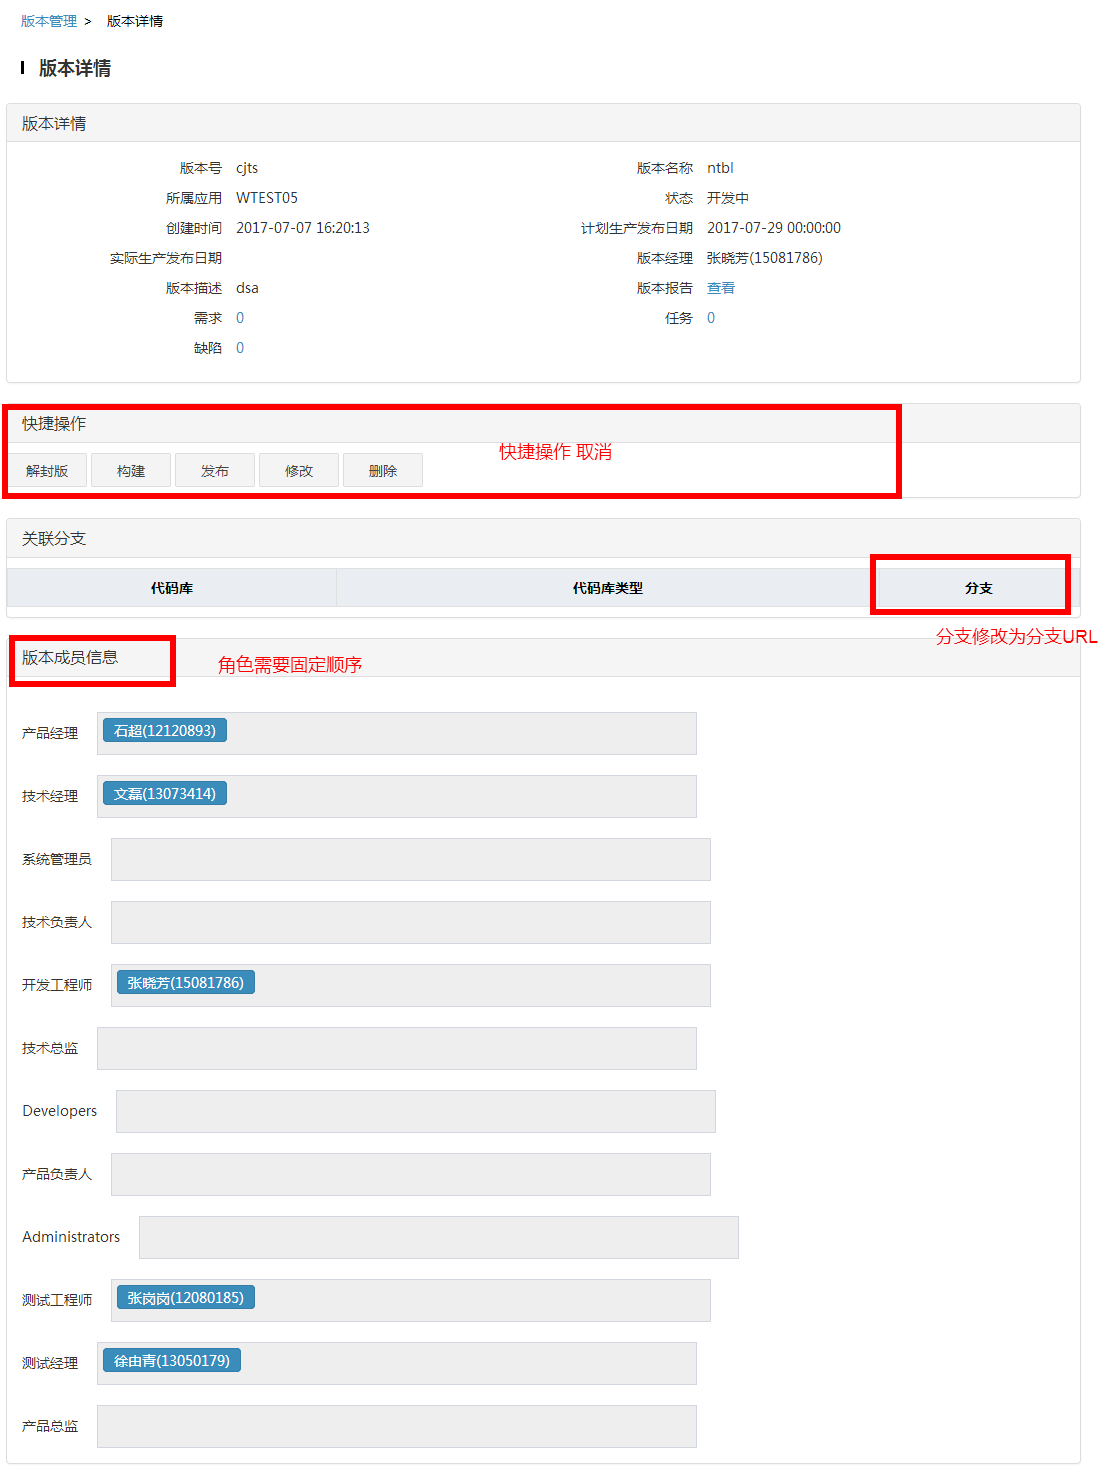 版本管理 > 版本详情
版本详情
版本详情
版本号 cjts 版本名称 ntbl
所属应用 WTEST05 状态 开发中
创建时间 2017-07-07 16:20:13 计划生产发布日期 2017-07-29 00:00:00
实际生产发布日期 版本经理 张晓芳(15081786)
版本描述 dsa 版本报告 查看
需求 0 任务 0
缺陷 0
快捷操作
快捷操作 取消
解封版 构建 发布 修改 删除
关联分支
代码库 代码库类型 分支
分支修改为分支URL
版本成员信息
角色需要固定顺序
产品经理 石超(12120893)
技术经理 文磊(13073414)
系统管理员
技术负责人
开发工程师 张晓芳(15081786)
技术总监
Developers
产品负责人
Administrators
测试工程师 张岗岗(12080185)
测试经理 徐由青(13050179)
产品总监